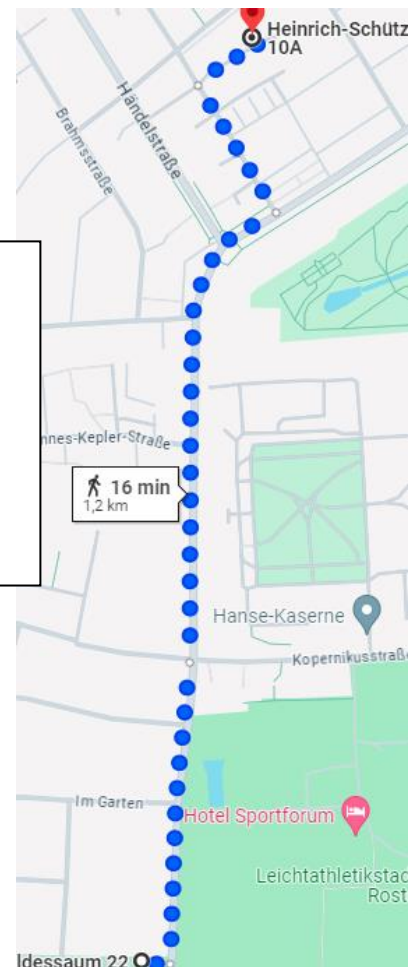 Heinrich-Schütz
10A
Händelstraße
Brahmsstraße
nnes-Kepler-Straße
16 min
1,2 km
Hanse-Kaserne
Kopernikusstraße
Im Garten
Hotel Sportforum
Leichtathletikstad
Rost
ldessaum 22